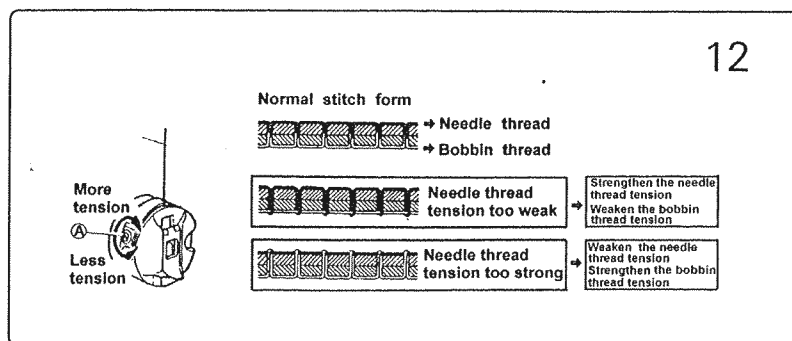 12
Normal stitch form
→ Needle thread
→ Bobbin thread
More
tension
Ⓐ
Less
tension
Needle thread
tension too weak
→
Strengthen the needle
thread tension
Weaken the bobbin
thread tension
Needle thread
tension too strong
→
Weaken the needle
thread tension
Strengthen the bobbin
thread tension